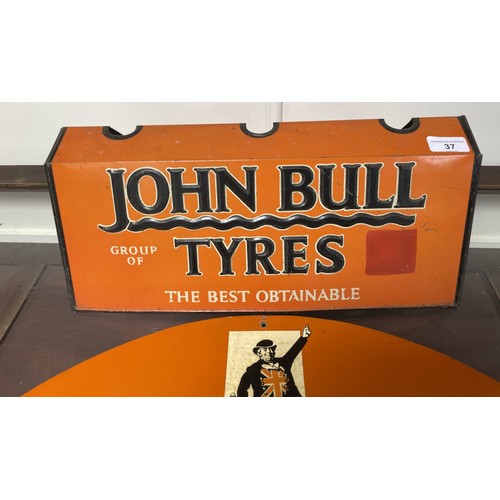 37
JOHN BULL
GROUP OF TYRES
THE BEST OBTAINABLE